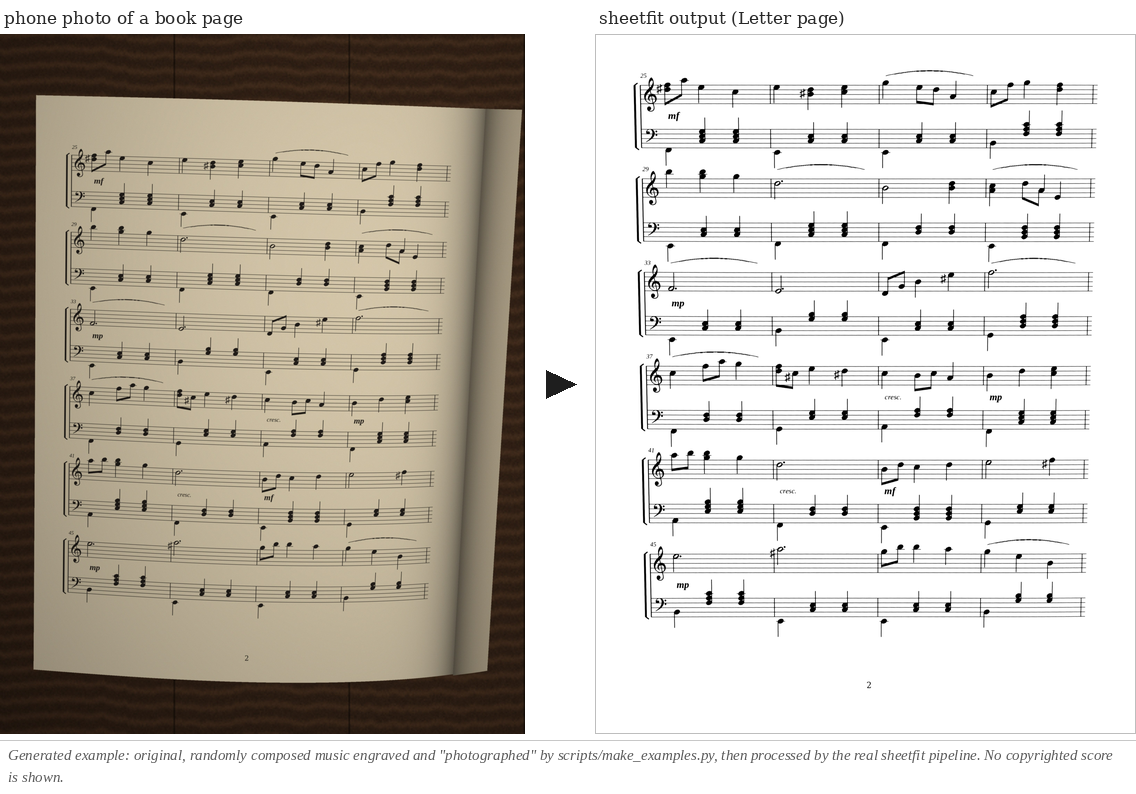 phone photo of a book page
sheetfit output (Letter page)
25
mf
29
33
mp
37
cresc.
mp
41
cresc.
mf
45
mp
2
25
mf
29
33
mp
37
cresc.
mp
41
cresc.
mf
45
mp
2
Generated example: original, randomly composed music engraved and "photographed" by scripts/make_examples.py, then processed by the real sheetfit pipeline. No copyrighted score
is shown.